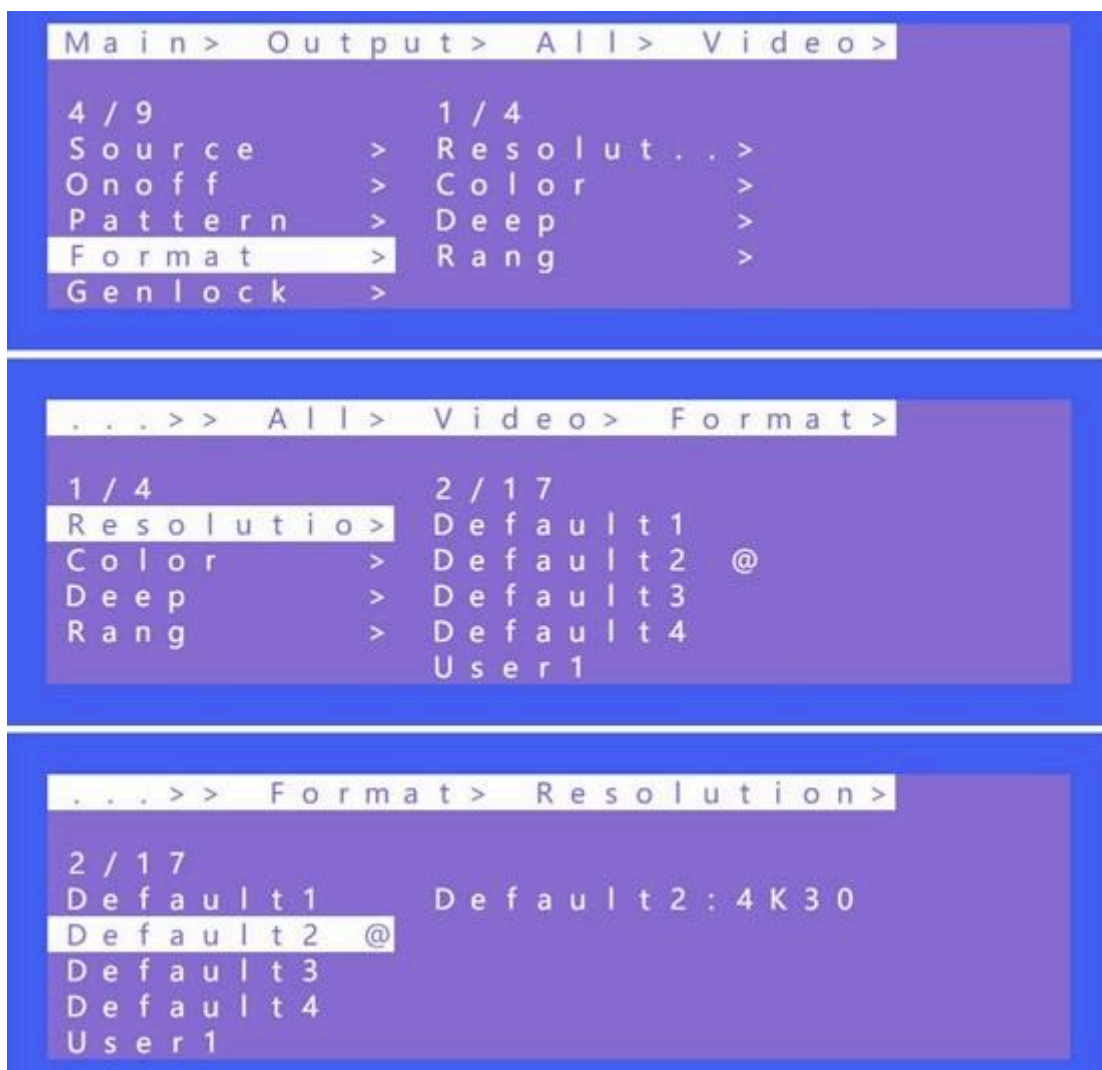 Main> Output> All> Video>
4/9 1/4
Source > Resolut..>
Onoff > Color >
Pattern > Deep >
Format > Rang >
Genlock >
...>> All> Video> Format>
1/4 2/17
Resolutio> Default1
Color > Default2 @
Deep > Default3
Rang > Default4
User1
...>> Format> Resolution>
2/17
Default1 Default2:4K30
Default2 @
Default3
Default4
User1